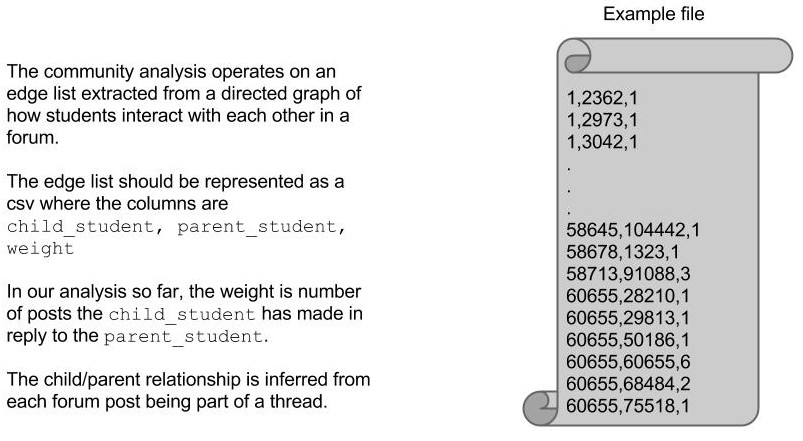 Example file
The community analysis operates on an
edge list extracted from a directed graph of
how students interact with each other in a
forum.
The edge list should be represented as a
csv where the columns are
child_student, parent_student,
weight
In our analysis so far, the weight is number
of posts the child_student has made in
reply to the parent_student.
The child/parent relationship is inferred from
each forum post being part of a thread.
1,2362,1
1,2973,1
1,3042,1
.
.
.
58645,104442,1
58678,1323,1
58713,91088,3
60655,28210,1
60655,29813,1
60655,50186,1
60655,60655,6
60655,68484,2
60655,75518,1